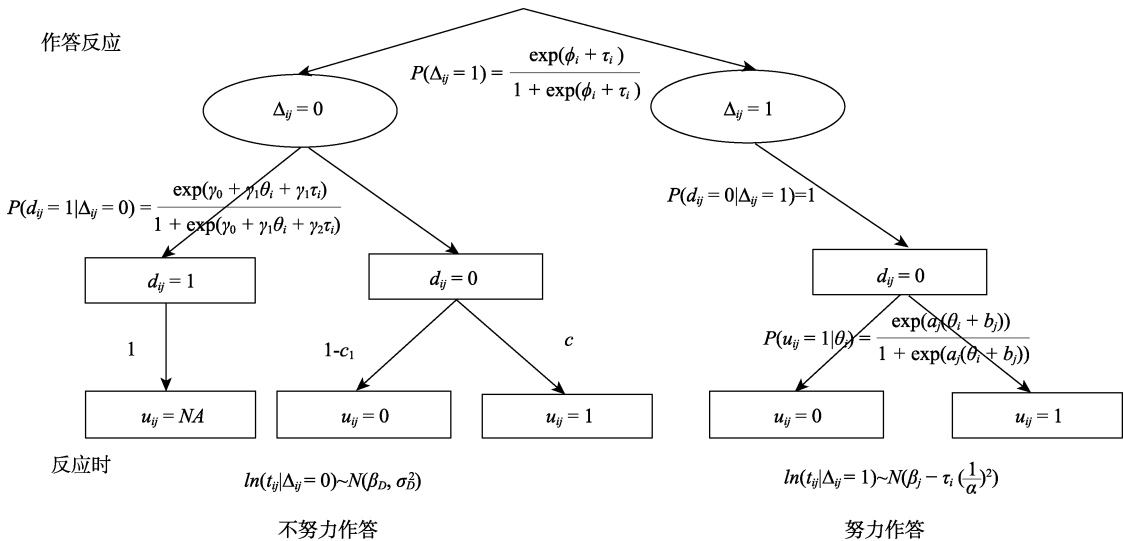 作答反应
P(Δij = 1) = exp(ϕi + τi) / 1 + exp(ϕi + τi)
Δij = 0
Δij = 1
P(dij = 1|Δij = 0) = exp(γ0 + γ1θi + γ1τi) / 1 + exp(γ0 + γ1θi + γ2τi)
P(dij = 0|Δij = 1)=1
dij = 1
dij = 0
dij = 0
1
1-c1
c
P(uij = 1|θi) = exp(aj(θi + bj)) / 1 + exp(aj(θi + bj))
uij = NA
uij = 0
uij = 1
uij = 0
uij = 1
反应时
ln(tij|Δij = 0)~N(βD, σD²)
ln(tij|Δij = 1)~N(βj − τi (1/α)²)
不努力作答
努力作答